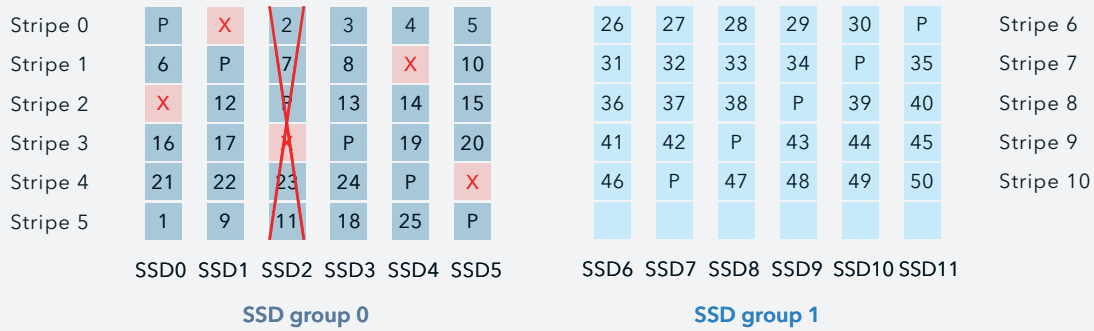 Stripe 0 P X 2 3 4 5 26 27 28 29 30 P Stripe 6
Stripe 1 6 P 7 8 X 10 31 32 33 34 P 35 Stripe 7
Stripe 2 X 12 P 13 14 15 36 37 38 P 39 40 Stripe 8
Stripe 3 16 17 X P 19 20 41 42 P 43 44 45 Stripe 9
Stripe 4 21 22 23 24 P X 46 P 47 48 49 50 Stripe 10
Stripe 5 1 9 11 18 25 P
SSD0 SSD1 SSD2 SSD3 SSD4 SSD5 SSD6 SSD7 SSD8 SSD9 SSD10 SSD11
SSD group 0 SSD group 1